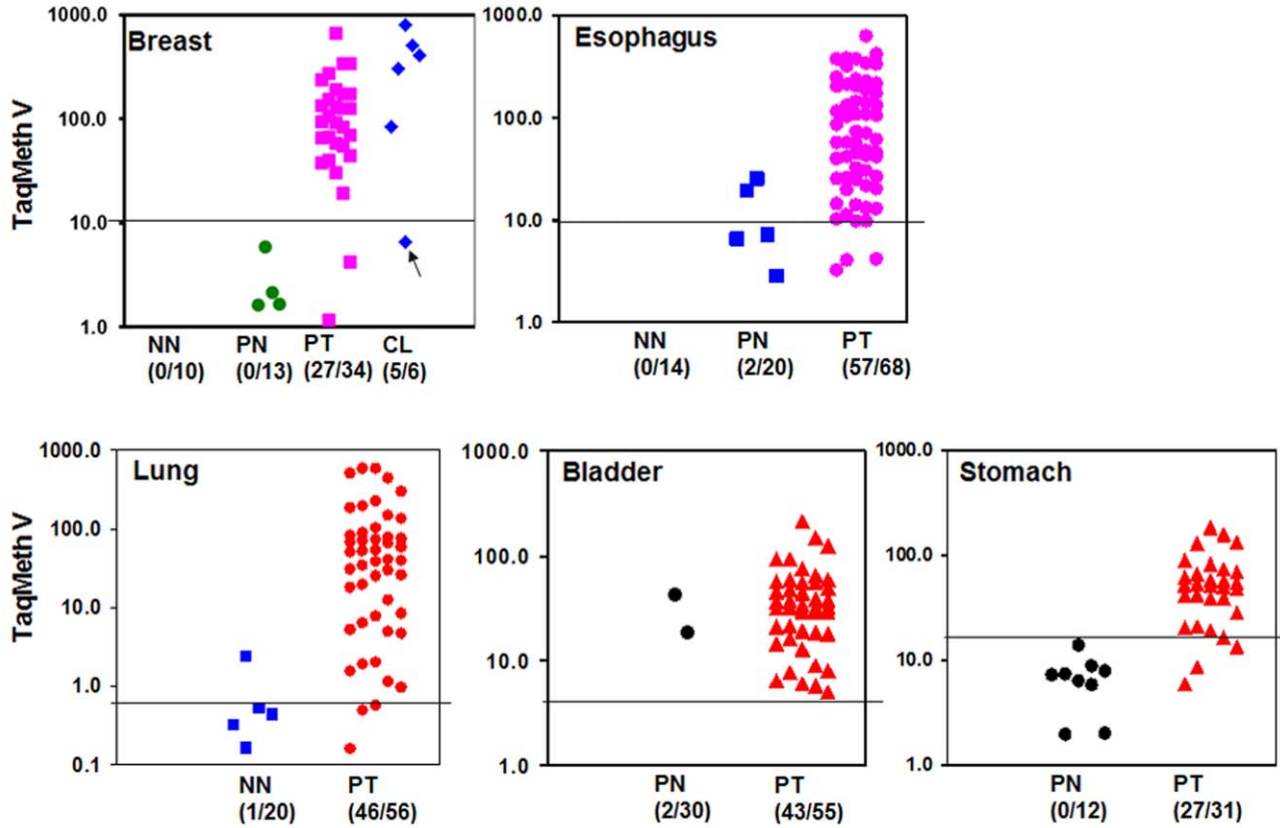 1000.0
Breast
100.0
10.0
1.0
TaqMeth V
NN PN PT CL
(0/10) (0/13) (27/34) (5/6)
1000.0
Esophagus
100.0
10.0
1.0
NN PN PT
(0/14) (2/20) (57/68)
1000.0
Lung
100.0
10.0
1.0
0.1
TaqMeth V
NN PT
(1/20) (46/56)
1000.0
Bladder
100.0
10.0
1.0
PN PT
(2/30) (43/55)
1000.0
Stomach
100.0
10.0
1.0
PN PT
(0/12) (27/31)